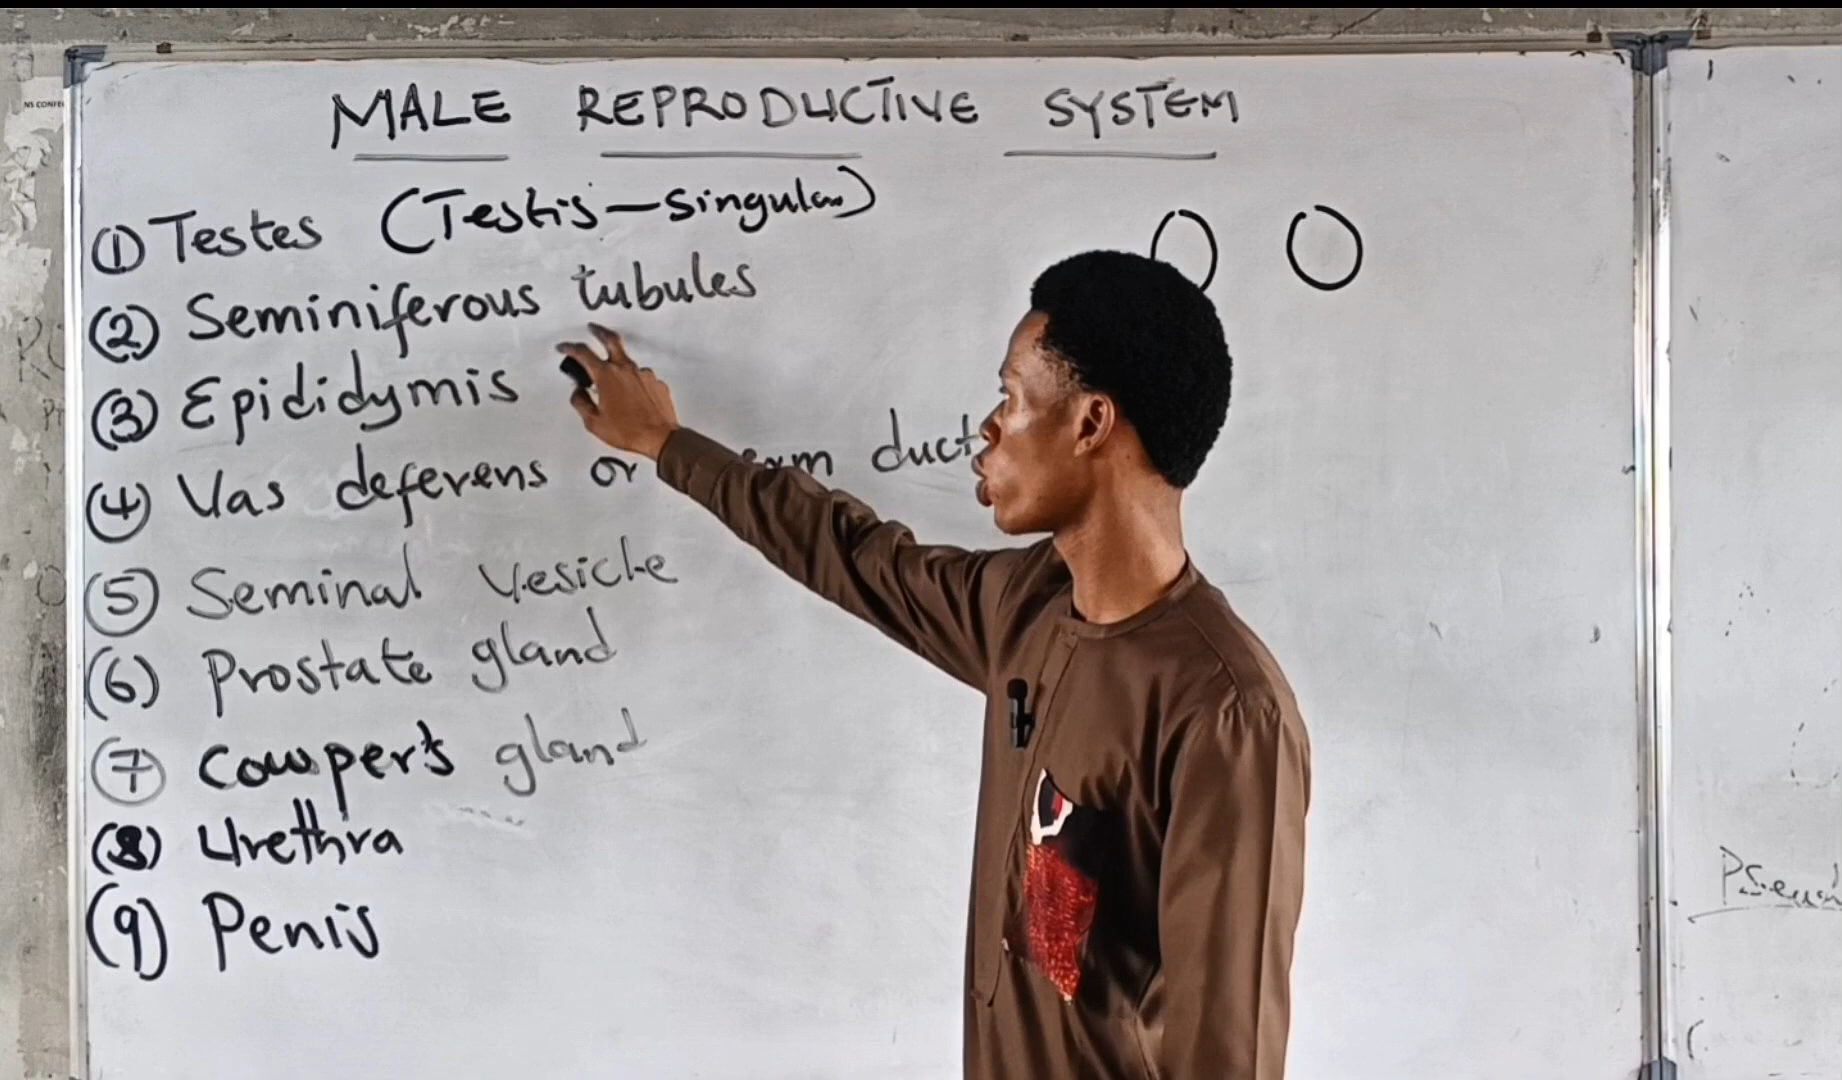 MALE REPRODUCTIVE SYSTEM
(1) Testes (Testis-singular)
(2) Seminiferous tubules
(3) Epididymis
(4) Vas deferens or duct
(5) Seminal vesicle
(6) Prostate gland
(7) Cowper's gland
(8) Urethra
(9) Penis